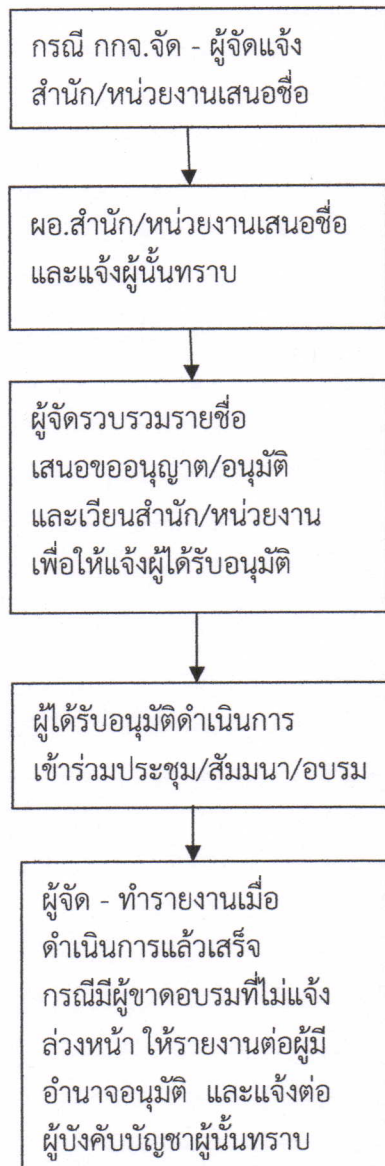 กรณี กกจ.จัด - ผู้จัดแจ้ง
สำนัก/หน่วยงานเสนอชื่อ
ผอ.สำนัก/หน่วยงานเสนอชื่อ
และแจ้งผู้นั้นทราบ
ผู้จัดรวบรวมรายชื่อ
เสนอขออนุญาต/อนุมัติ
และเวียนสำนัก/หน่วยงาน
เพื่อให้แจ้งผู้ได้รับอนุมัติ
ผู้ได้รับอนุมัติดำเนินการ
เข้าร่วมประชุม/สัมมนา/อบรม
ผู้จัด - ทำรายงานเมื่อ
ดำเนินการแล้วเสร็จ
กรณีมีผู้ขาดอบรมที่ไม่แจ้ง
ล่วงหน้า ให้รายงานต่อผู้มี
อำนาจอนุมัติ และแจ้งต่อ
ผู้บังคับบัญชาผู้นั้นทราบ